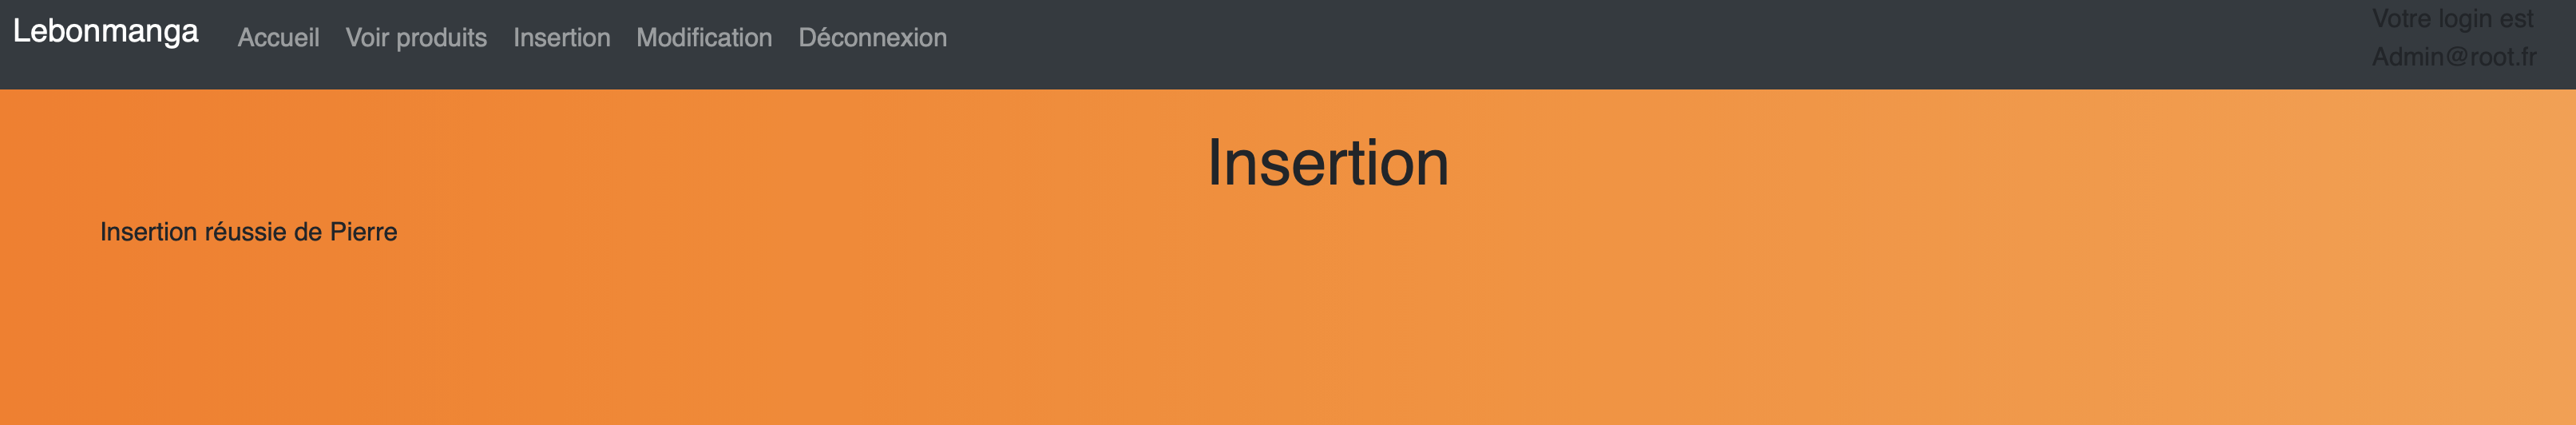 Lebonmanga Accueil Voir produits Insertion Modification Déconnexion
Votre login est
Admin@root.fr
Insertion
Insertion réussie de Pierre